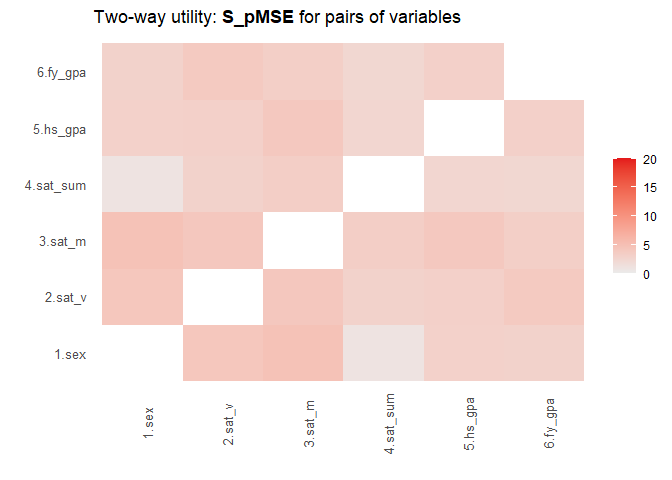 Two-way utility: S_pMSE for pairs of variables
6.fy_gpa
5.hs_gpa
4.sat_sum
3.sat_m
2.sat_v
1.sex
20
15
10
5
0
1.sex
2.sat_v
3.sat_m
4.sat_sum
5.hs_gpa
6.fy_gpa